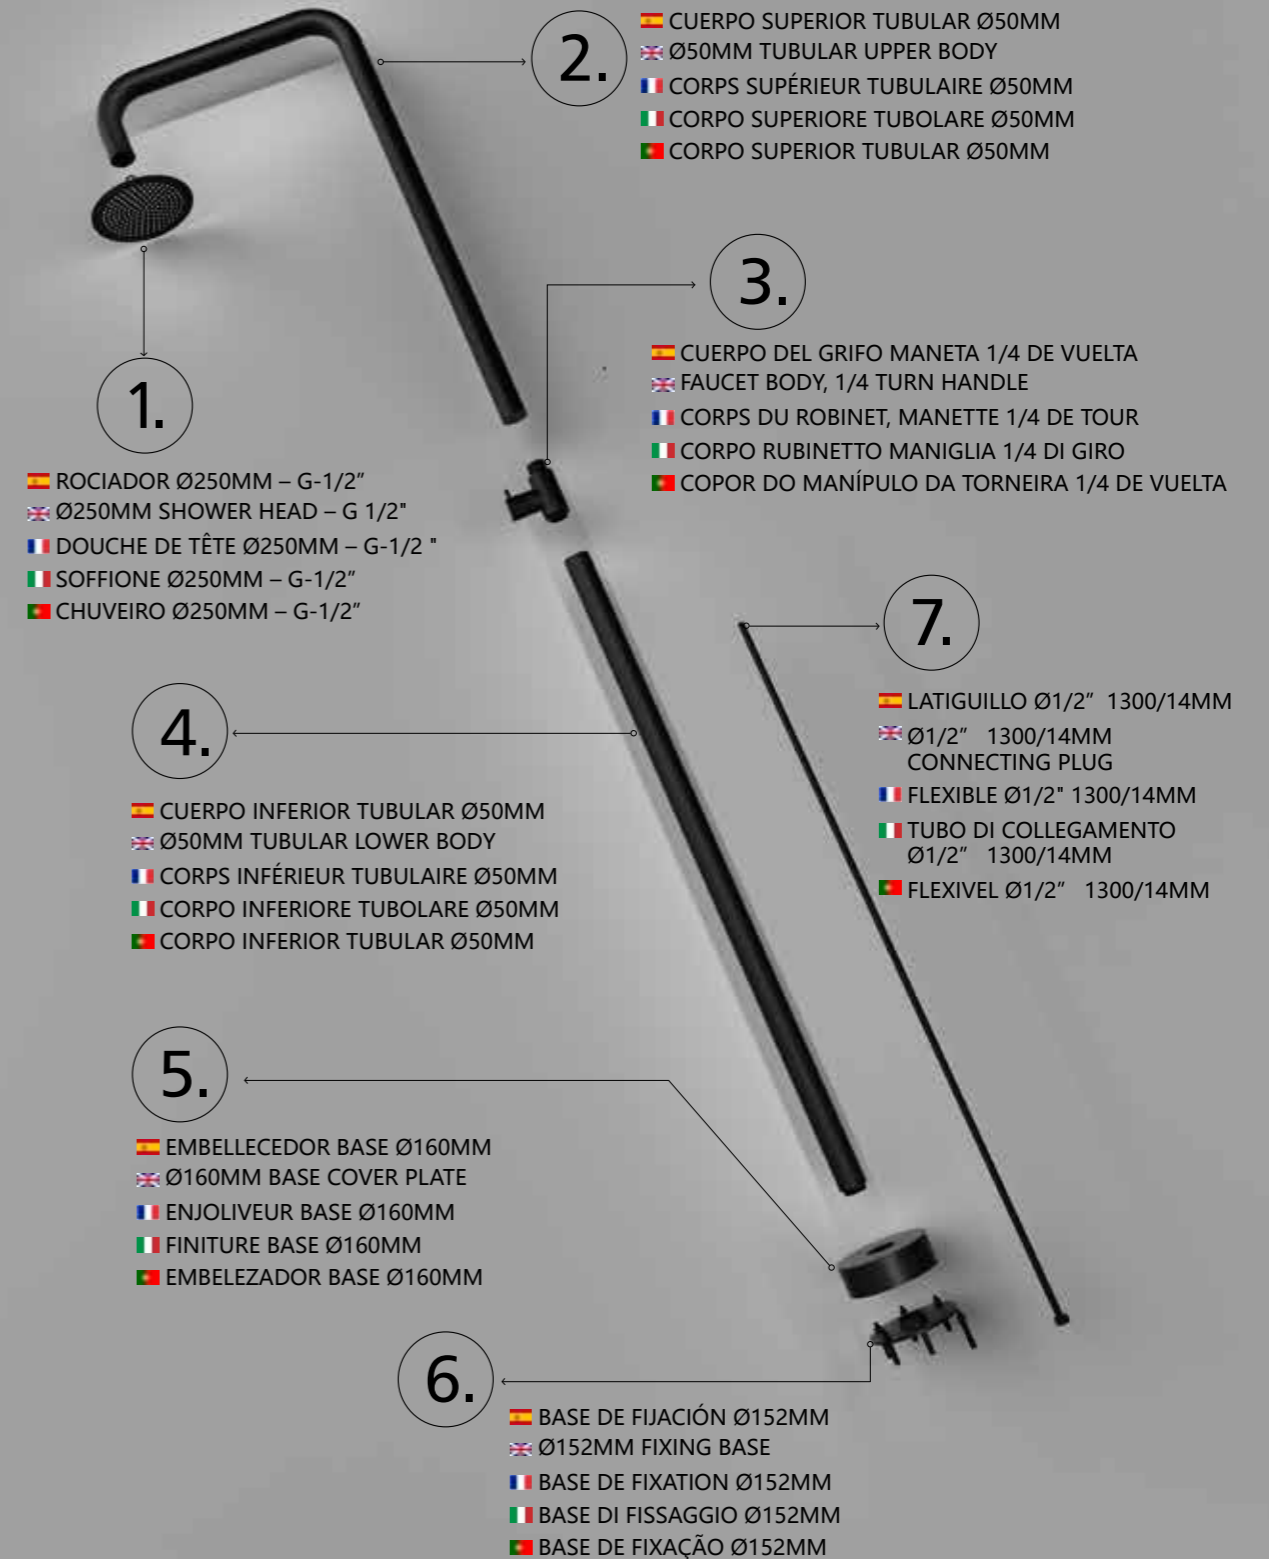 1.
ROCIADOR Ø250MM – G-1/2”
Ø250MM SHOWER HEAD – G 1/2"
DOUCHE DE TÊTE Ø250MM – G-1/2 "
SOFFIONE Ø250MM – G-1/2”
CHUVEIRO Ø250MM – G-1/2”
2.
CUERPO SUPERIOR TUBULAR Ø50MM
Ø50MM TUBULAR UPPER BODY
CORPS SUPÉRIEUR TUBULAIRE Ø50MM
CORPO SUPERIORE TUBOLARE Ø50MM
CORPO SUPERIOR TUBULAR Ø50MM
3.
CUERPO DEL GRIFO MANETA 1/4 DE VUELTA
FAUCET BODY, 1/4 TURN HANDLE
CORPS DU ROBINET, MANETTE 1/4 DE TOUR
CORPO RUBINETTO MANIGLIA 1/4 DI GIRO
COPOR DO MANÍPULO DA TORNEIRA 1/4 DE VUELTA
4.
CUERPO INFERIOR TUBULAR Ø50MM
Ø50MM TUBULAR LOWER BODY
CORPS INFÉRIEUR TUBULAIRE Ø50MM
CORPO INFERIORE TUBOLARE Ø50MM
CORPO INFERIOR TUBULAR Ø50MM
5.
EMBELLECEDOR BASE Ø160MM
Ø160MM BASE COVER PLATE
ENJOLIVEUR BASE Ø160MM
FINITURE BASE Ø160MM
EMBELEZADOR BASE Ø160MM
6.
BASE DE FIJACIÓN Ø152MM
Ø152MM FIXING BASE
BASE DE FIXATION Ø152MM
BASE DI FISSAGGIO Ø152MM
BASE DE FIXAÇÃO Ø152MM
7.
LATIGUILLO Ø1/2” 1300/14MM
Ø1/2” 1300/14MM
CONNECTING PLUG
FLEXIBLE Ø1/2" 1300/14MM
TUBO DI COLLEGAMENTO
Ø1/2” 1300/14MM
FLEXIVEL Ø1/2” 1300/14MM